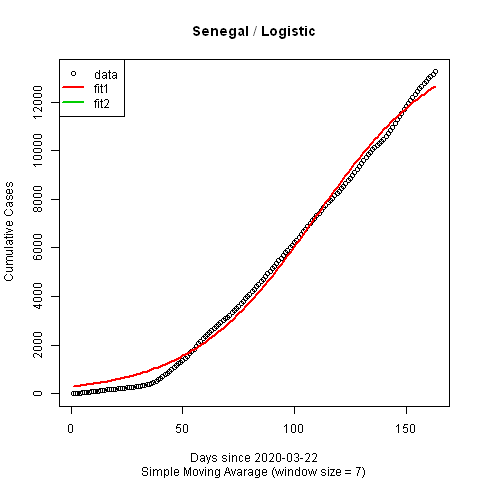 Senegal / Logistic
data
fit1
fit2
Cumulative Cases
0
2000
4000
6000
8000
10000
12000
0
50
100
150
Days since 2020-03-22
Simple Moving Avarage (window size = 7)